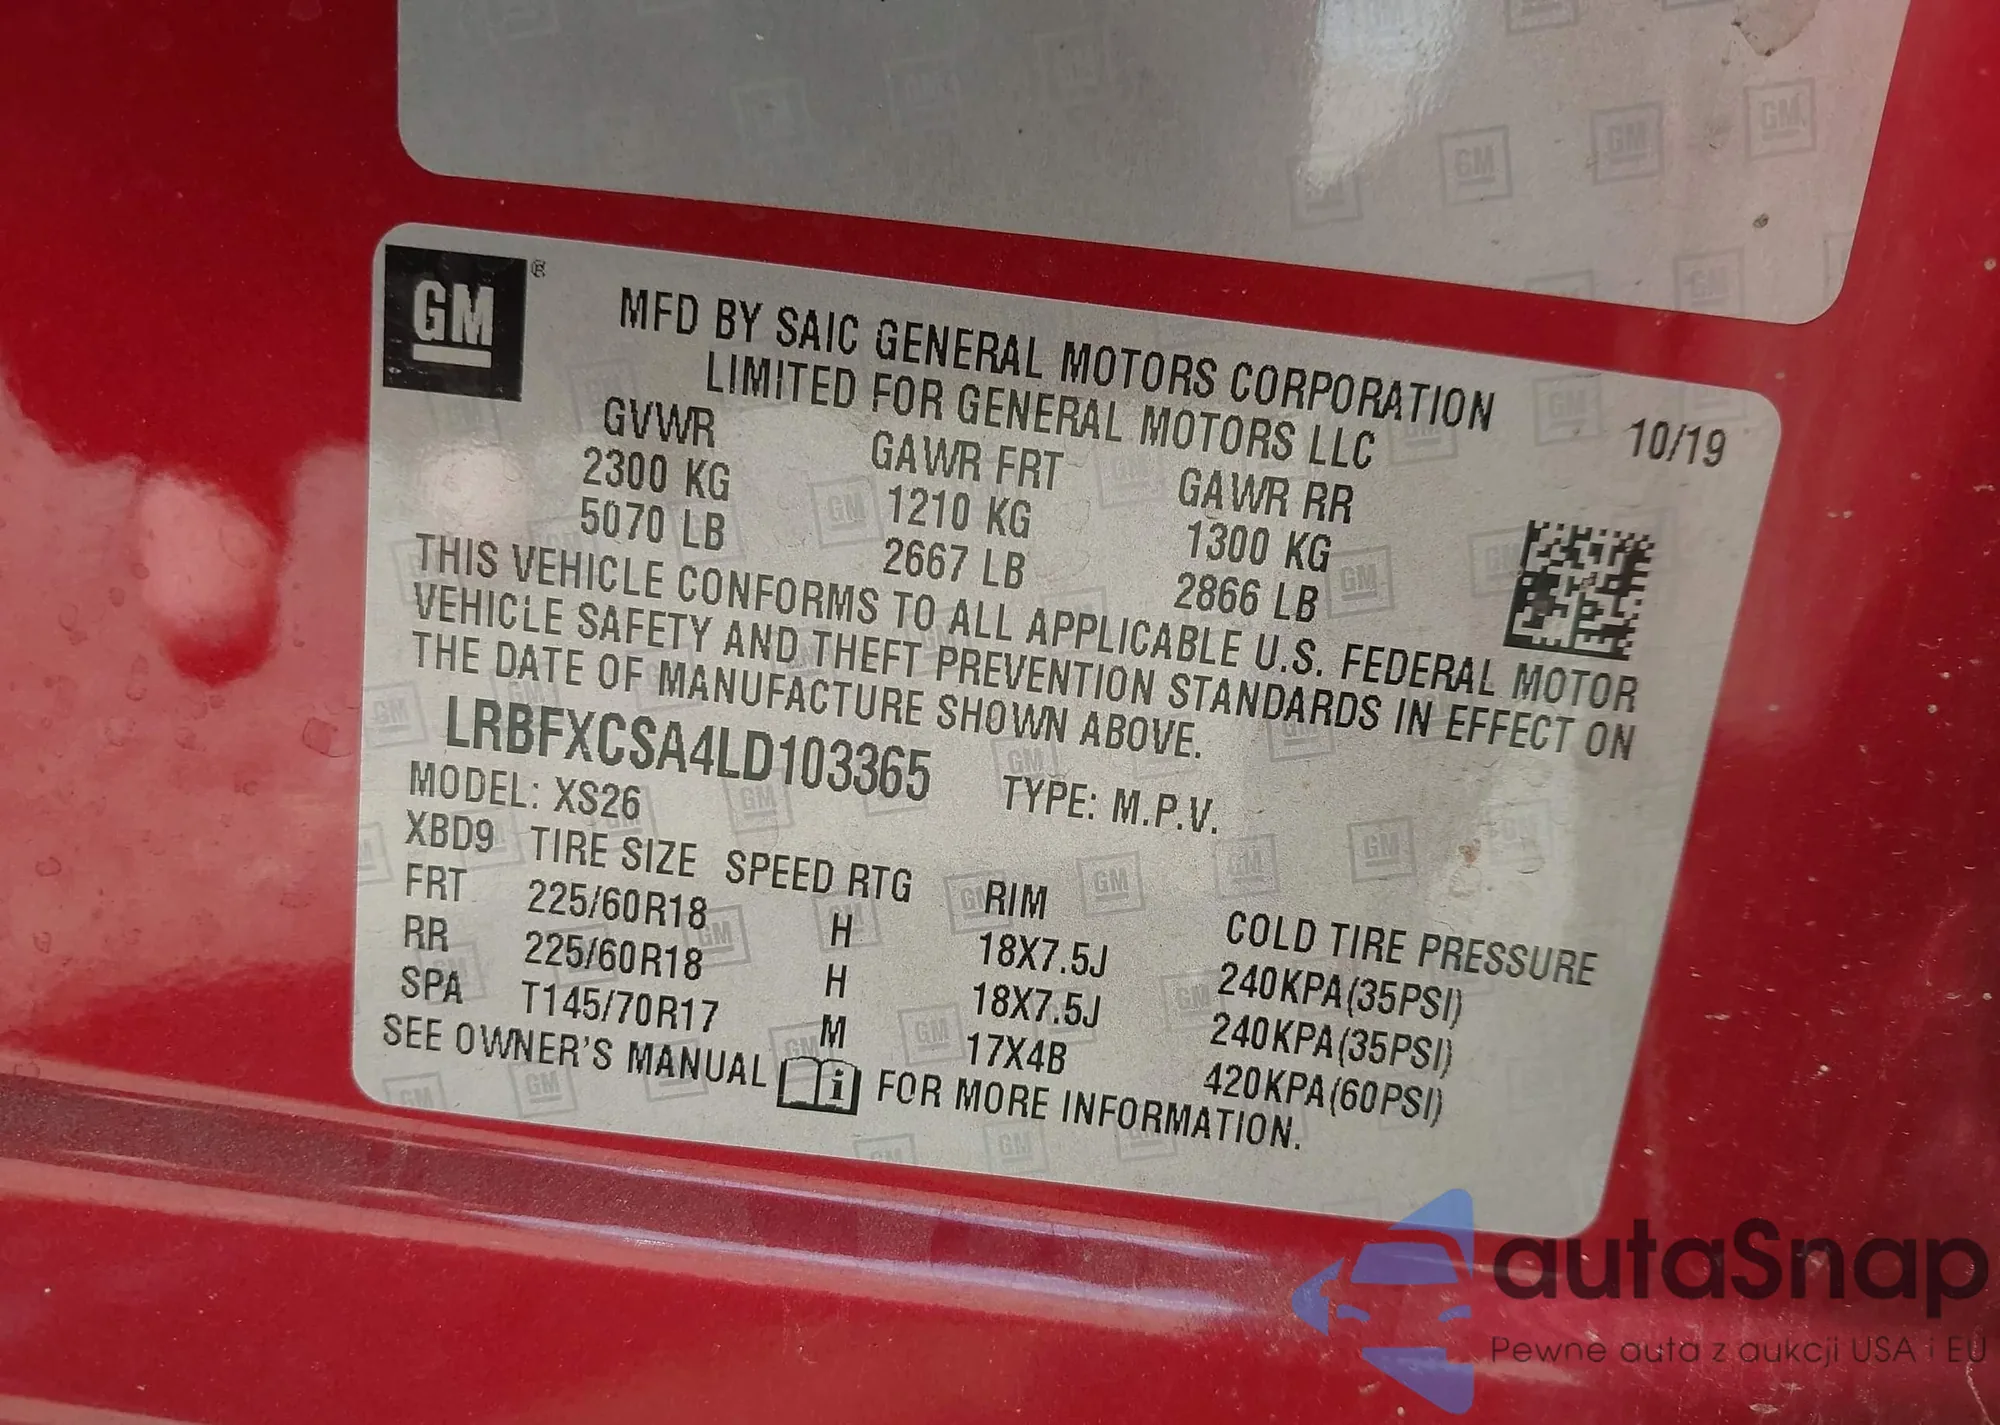 GM ®
MFD BY SAIC GENERAL MOTORS CORPORATION
LIMITED FOR GENERAL MOTORS LLC
10/19
GVWR GAWR FRT GAWR RR
2300 KG 1210 KG 1300 KG
5070 LB 2667 LB 2866 LB
THIS VEHICLE CONFORMS TO ALL APPLICABLE U.S. FEDERAL MOTOR
VEHICLE SAFETY AND THEFT PREVENTION STANDARDS IN EFFECT ON
THE DATE OF MANUFACTURE SHOWN ABOVE.
LRBFXCSA4LD103365 TYPE: M.P.V.
MODEL: XS26
XBD9 TIRE SIZE SPEED RTG RIM COLD TIRE PRESSURE
FRT 225/60R18 H 18X7.5J 240KPA(35PSI)
RR 225/60R18 H 18X7.5J 240KPA(35PSI)
SPA T145/70R17 M 17X4B 420KPA(60PSI)
SEE OWNER'S MANUAL i FOR MORE INFORMATION.
autaSnap
Pewne auta z aukcji USA i EU